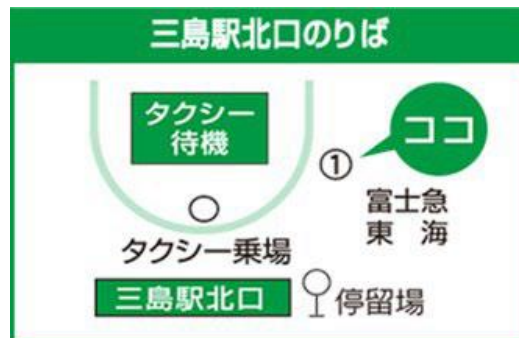 三島駅北口のりば
タクシー
待機
ココ
①
富士急
東 海
タクシー乗場
三島駅北口
停留場